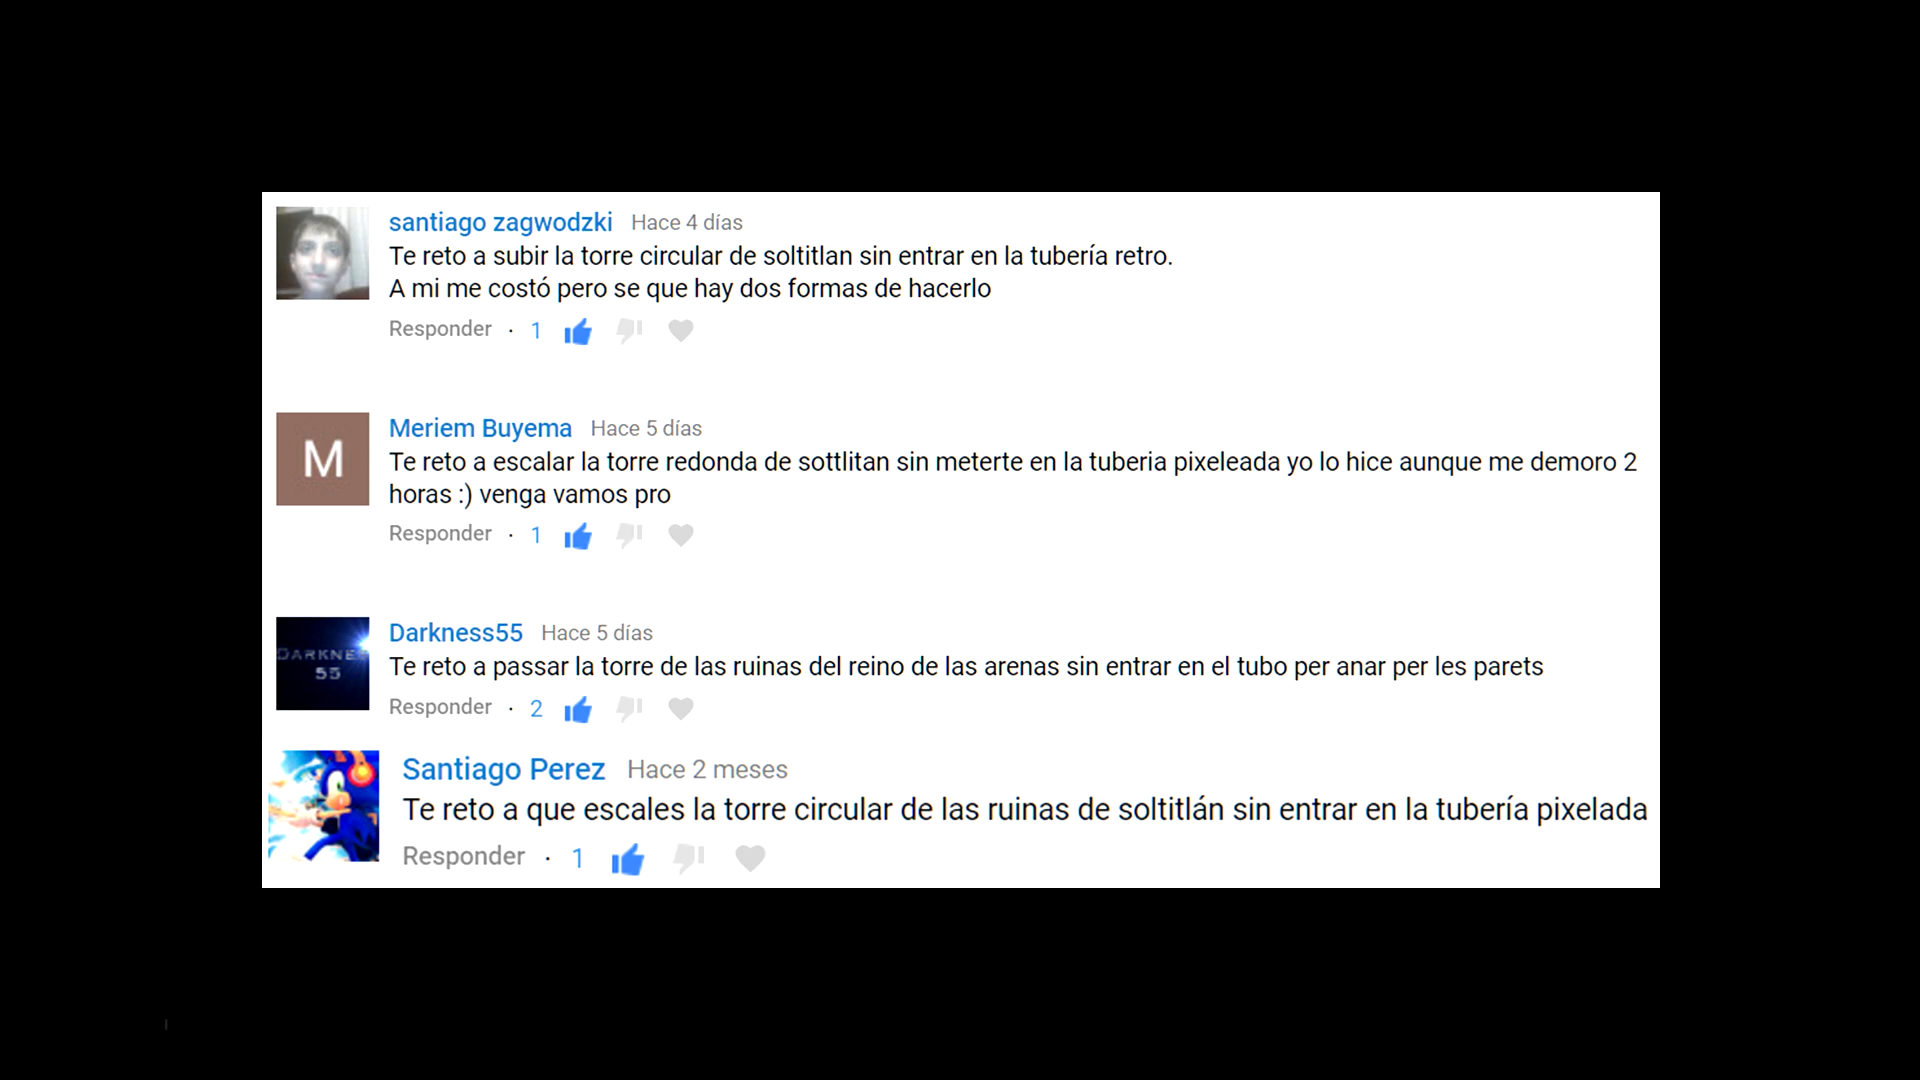 santiago zagwodzki Hace 4 días
Te reto a subir la torre circular de soltitlan sin entrar en la tubería retro.
A mi me costó pero se que hay dos formas de hacerlo
Responder · 1
M
Meriem Buyema Hace 5 días
Te reto a escalar la torre redonda de sottlitan sin meterte en la tuberia pixeleada yo lo hice aunque me demoro 2
horas :) venga vamos pro
Responder · 1
DARKNE
55
Darkness55 Hace 5 días
Te reto a passar la torre de las ruinas del reino de las arenas sin entrar en el tubo per anar per les parets
Responder · 2
Santiago Perez Hace 2 meses
Te reto a que escales la torre circular de las ruinas de soltitlán sin entrar en la tubería pixelada
Responder · 1